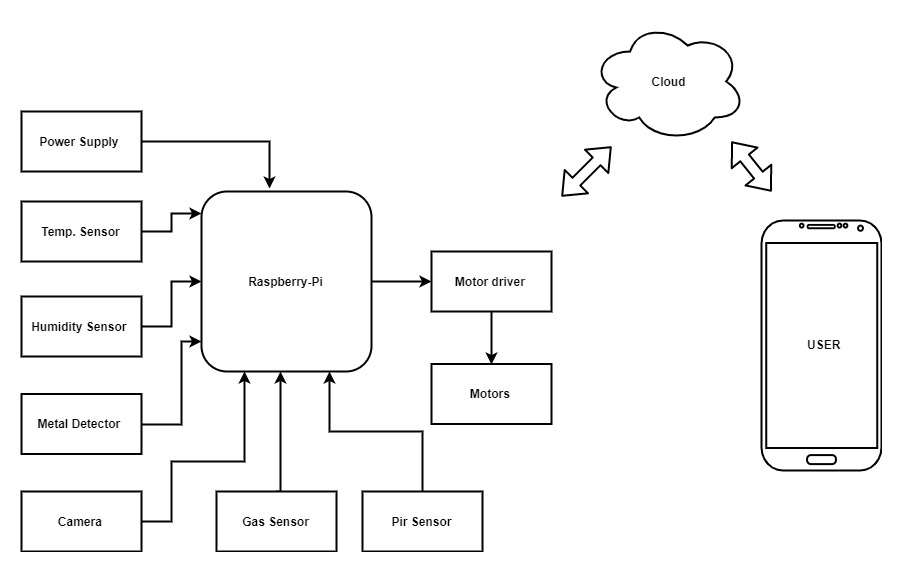 Cloud
Power Supply
Temp. Sensor
Raspberry-Pi
Motor driver
Humidity Sensor
USER
Motors
Metal Detector
Camera
Gas Sensor
Pir Sensor